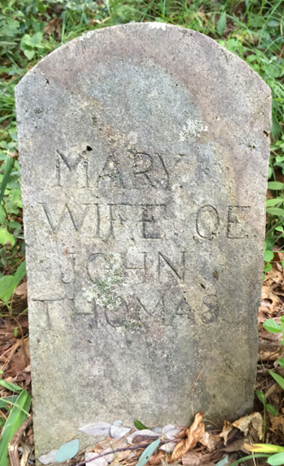 MARY.
WIFE OF
JOHN
THOMAS